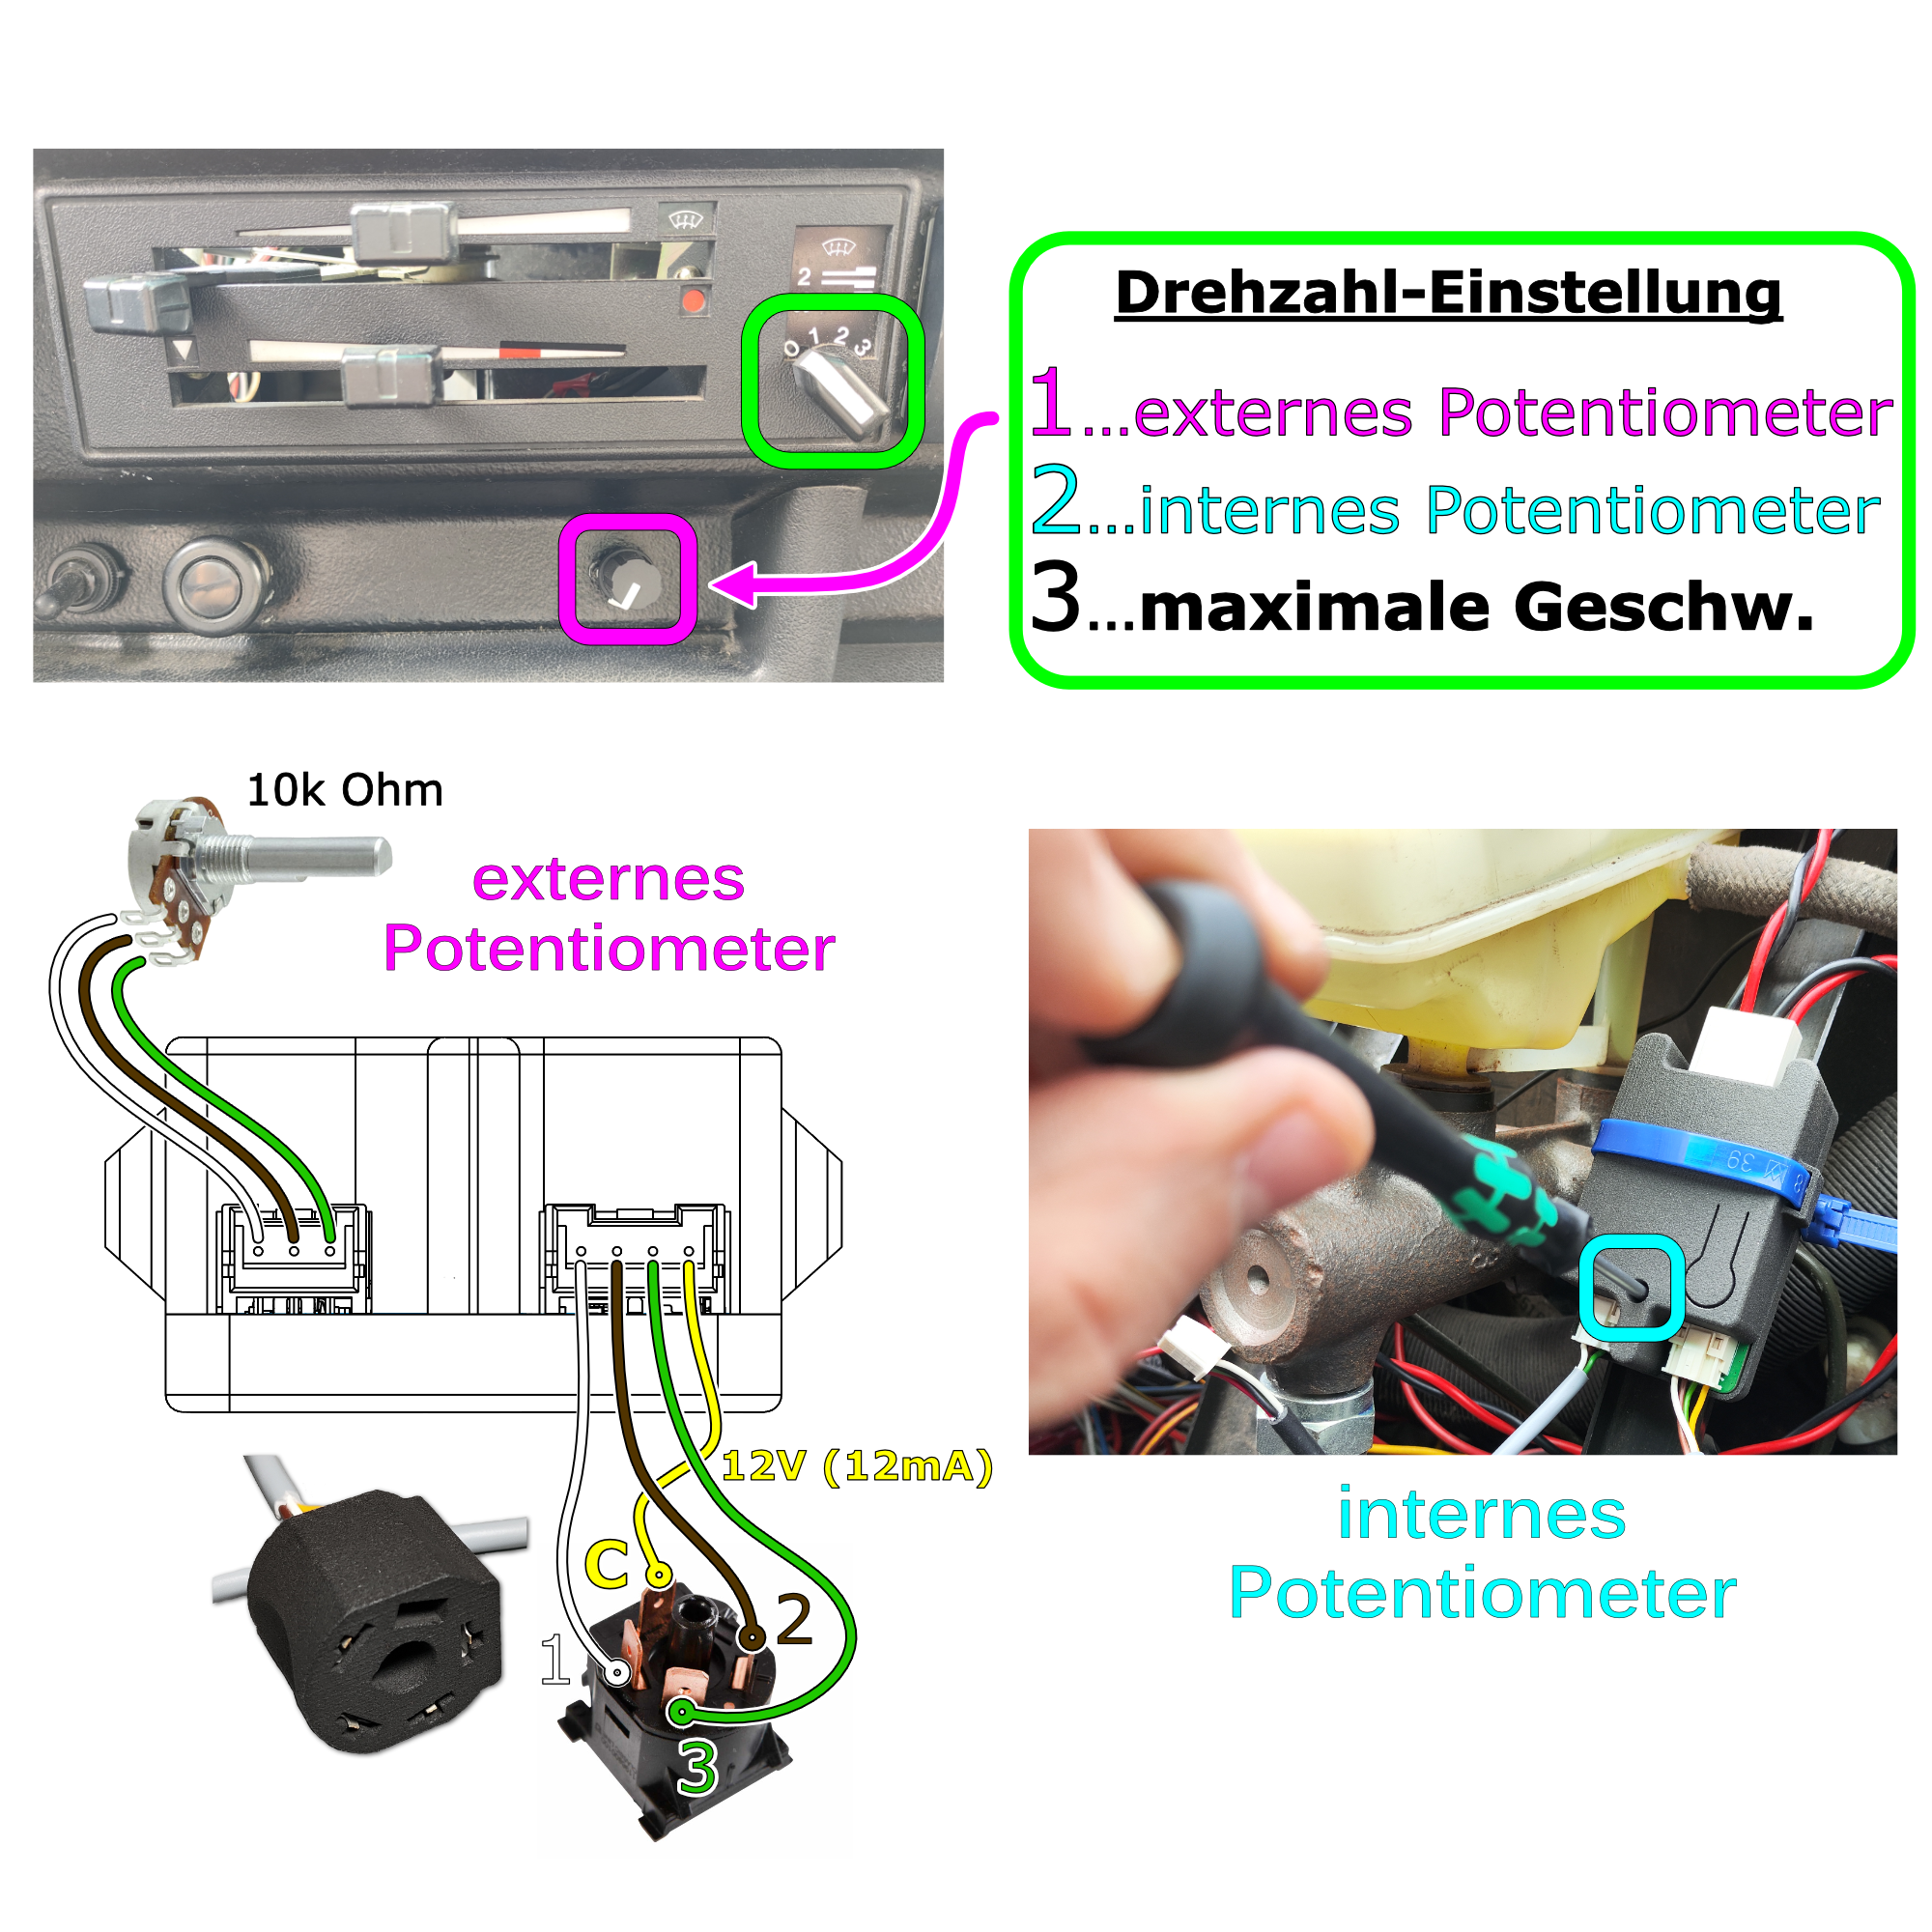 2
0 1 2 3
Drehzahl-Einstellung
1...externes Potentiometer
2...internes Potentiometer
3...maximale Geschw.
10k Ohm
externes
Potentiometer
39
8
12V (12mA)
C
1
2
3
internes
Potentiometer